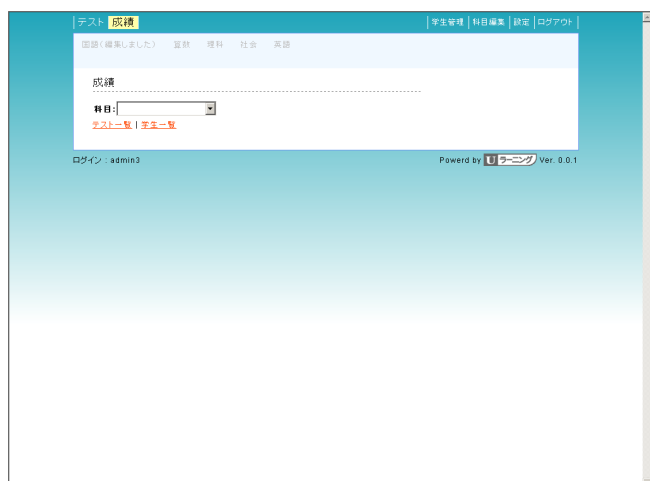 テスト 成績 学生管理 科目編集 設定 ログアウト
国語(編集しました) 算数 理科 社会 英語
成績
科目:
テスト一覧 | 学生一覧
ログイン : admin3 Powerd by U ラーニング Ver. 0.0.1